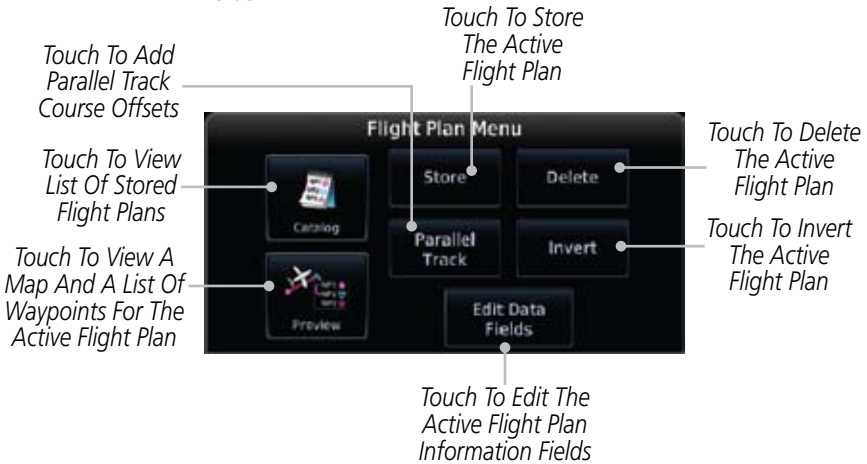 Touch To Store
The Active
Flight Plan
Touch To Add
Parallel Track
Course Offsets
Flight Plan Menu
Touch To View
List Of Stored
Flight Plans
Catalog
Store
Delete
Touch To Delete
The Active
Flight Plan
Touch To View A
Map And A List Of
Waypoints For The
Active Flight Plan
Preview
Parallel
Track
Invert
Touch To Invert
The Active
Flight Plan
Edit Data
Fields
Touch To Edit The
Active Flight Plan
Information Fields